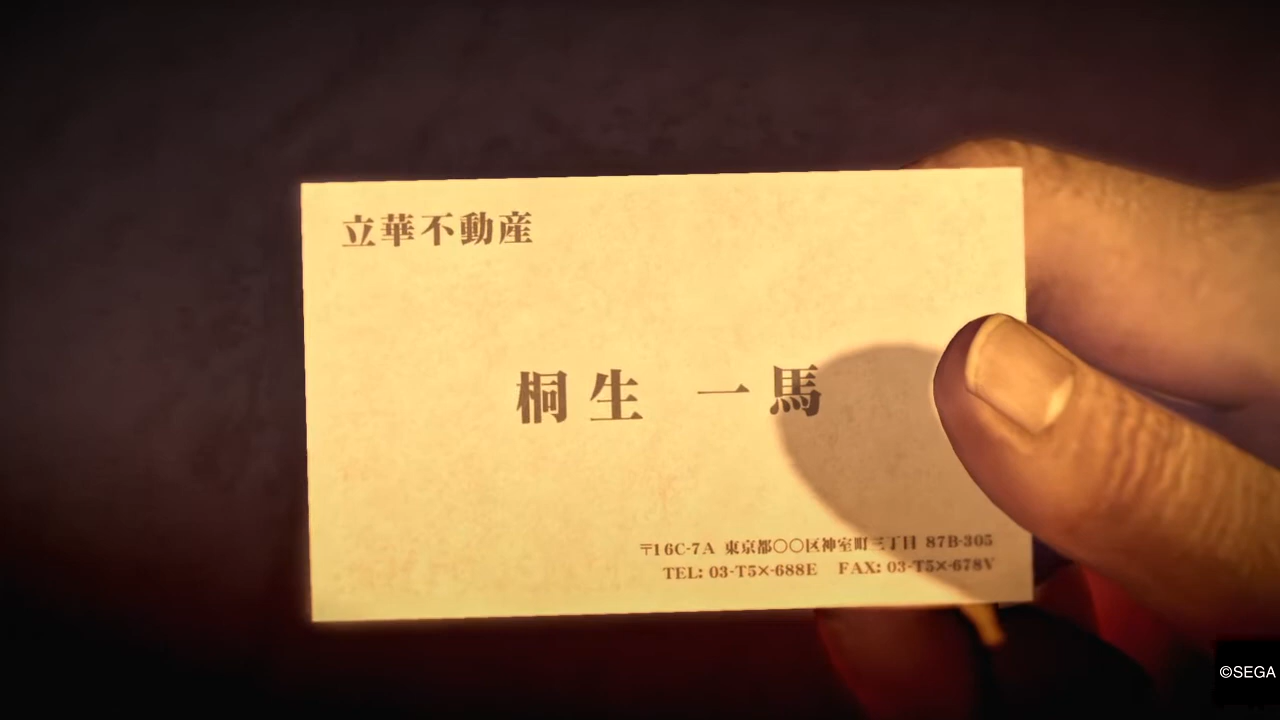 立華不動産
桐生 一馬
〒16C-7A 東京都〇〇区神室町三丁目 87B-305
TEL: 03-T5×-688E FAX: 03-T5×-678V
©SEGA